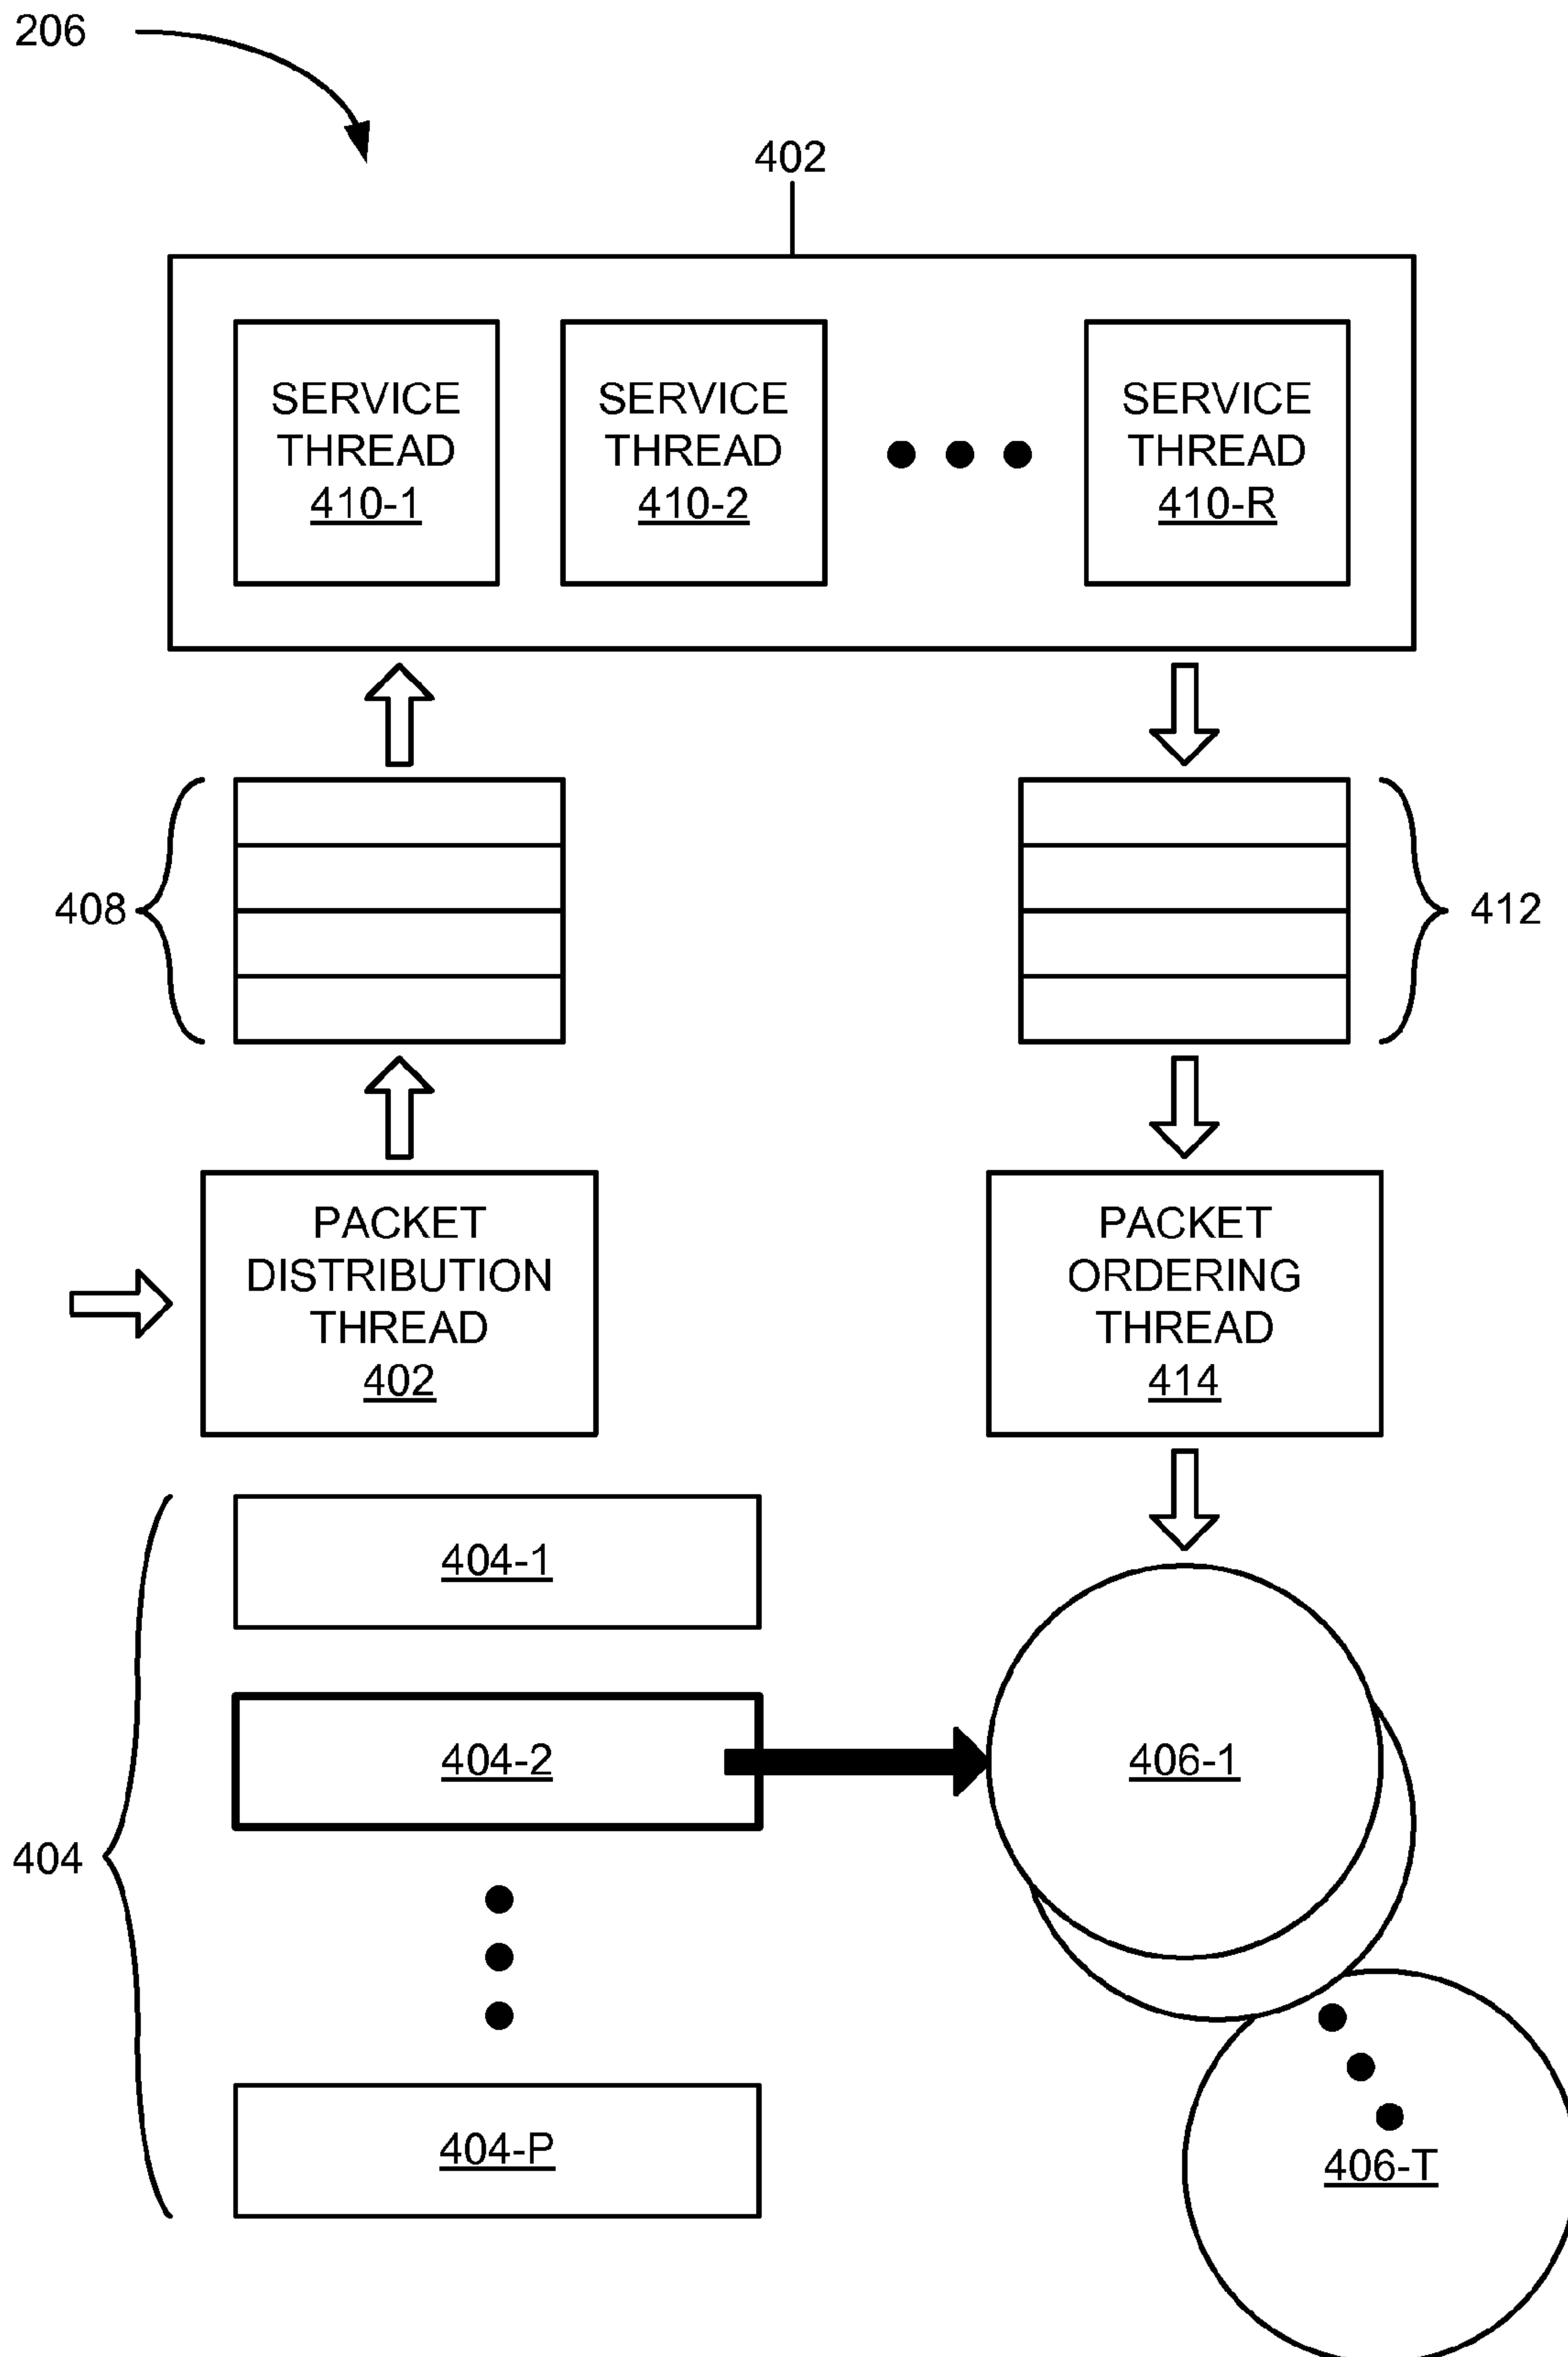 206
402
SERVICE
THREAD
410-1
SERVICE
THREAD
410-2
SERVICE
THREAD
410-R
408
412
PACKET
DISTRIBUTION
THREAD
402
PACKET
ORDERING
THREAD
414
404-1
404-2
406-1
404
404-P
406-T